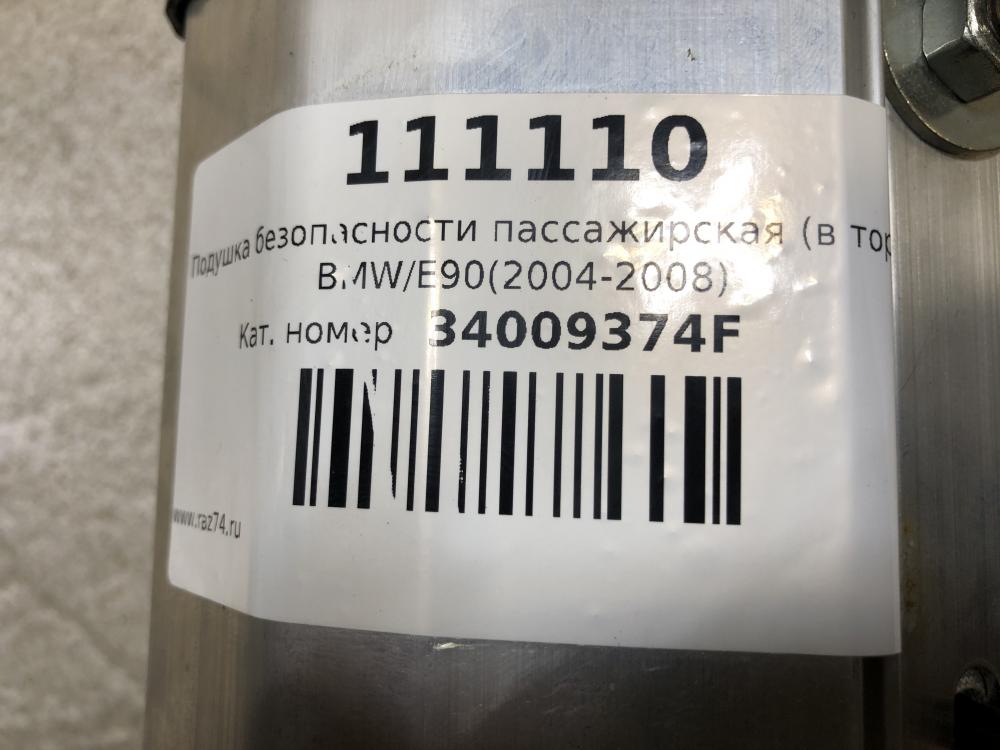 111110
Подушка безопасности пассажирская (в тор
BMW/E90(2004-2008)
Кат. номер 34009374F
www.raz74.ru